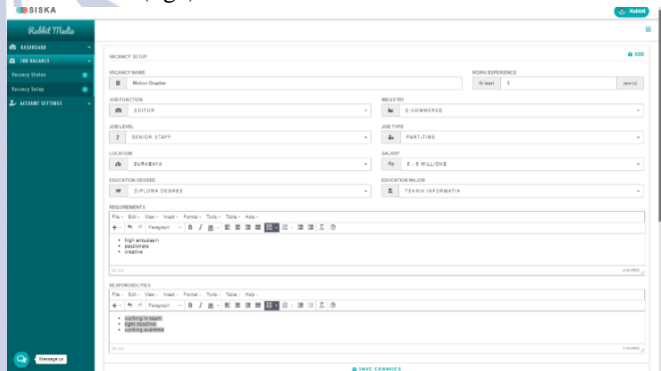 SISKA
Rabbit
Rabbit Media
DASHBOARD
JOB VACANCY
Vacancy Status
Vacancy Setup
ACCOUNT SETTINGS
VACANCY SETUP
ADD
VACANCY NAME
WORK EXPERIENCE
Motion Grapher
At least
3
year(s)
JOB FUNCTION
INDUSTRY
EDITOR
E-COMMERCE
JOB LEVEL
JOB TYPE
SENIOR STAFF
PART-TIME
LOCATION
SALARY
SURABAYA
Rp
MILLIONS
EDUCATION DEGREE
EDUCATION MAJOR
DIPLOMA DEGREE
TEKNIK INFORMATIKA
REQUIREMENTS
File Edit View Insert Format Tools Table Help
Paragraph B I
high entusiasm
passionate
creative
RESPONSIBILITIES
File Edit View Insert Format Tools Table Help
Paragraph B I
working in team
tight deadline
working overtime
Message us
SAVE CHANGES